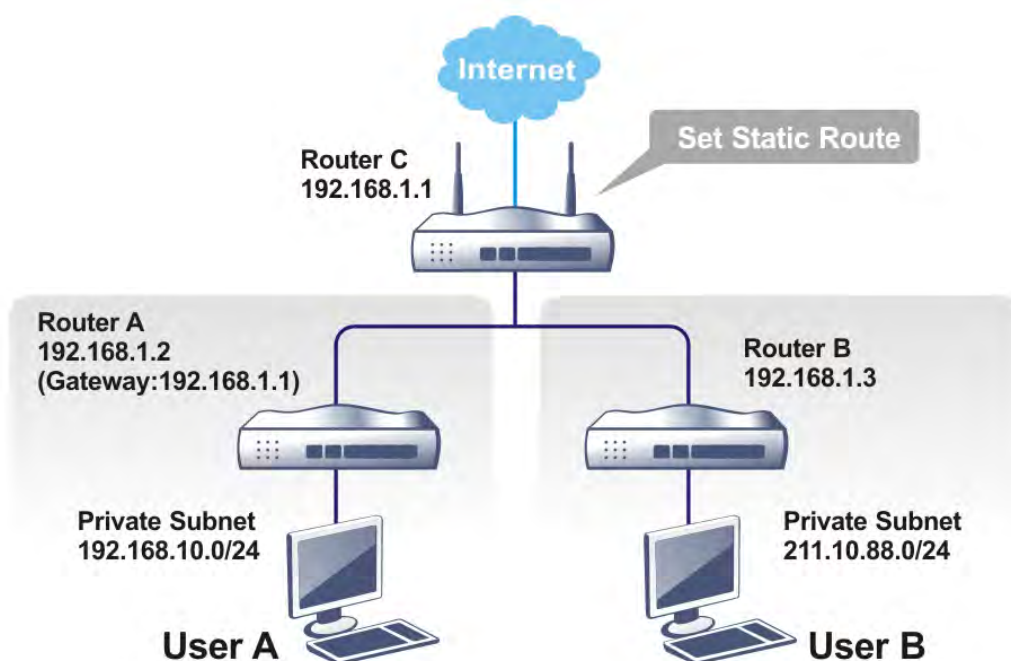 Internet
Set Static Route
Router C
192.168.1.1
Router A
192.168.1.2
(Gateway:192.168.1.1)
Router B
192.168.1.3
Private Subnet
192.168.10.0/24
Private Subnet
211.10.88.0/24
User A
User B